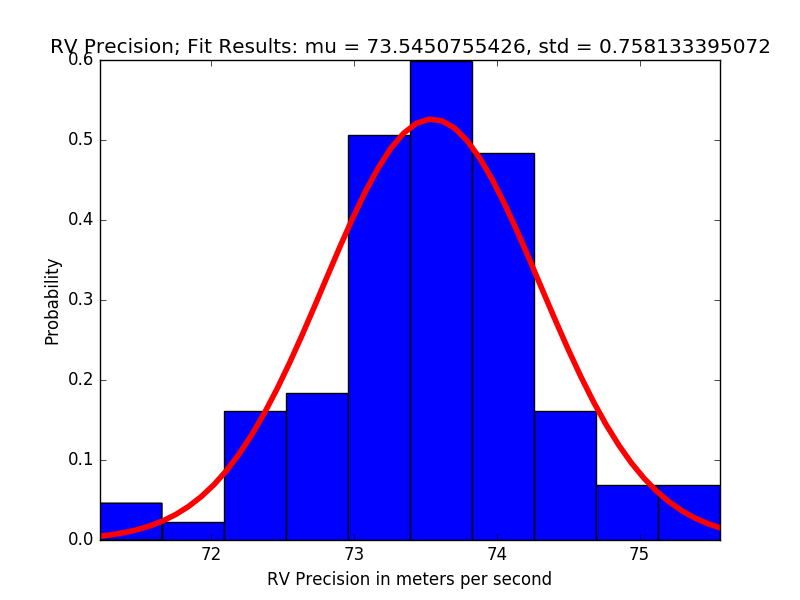 RV Precision; Fit Results: mu = 73.5450755426, std = 0.758133395072
0.6
0.5
0.4
0.3
0.2
0.1
0.0
Probability
72 73 74 75
RV Precision in meters per second